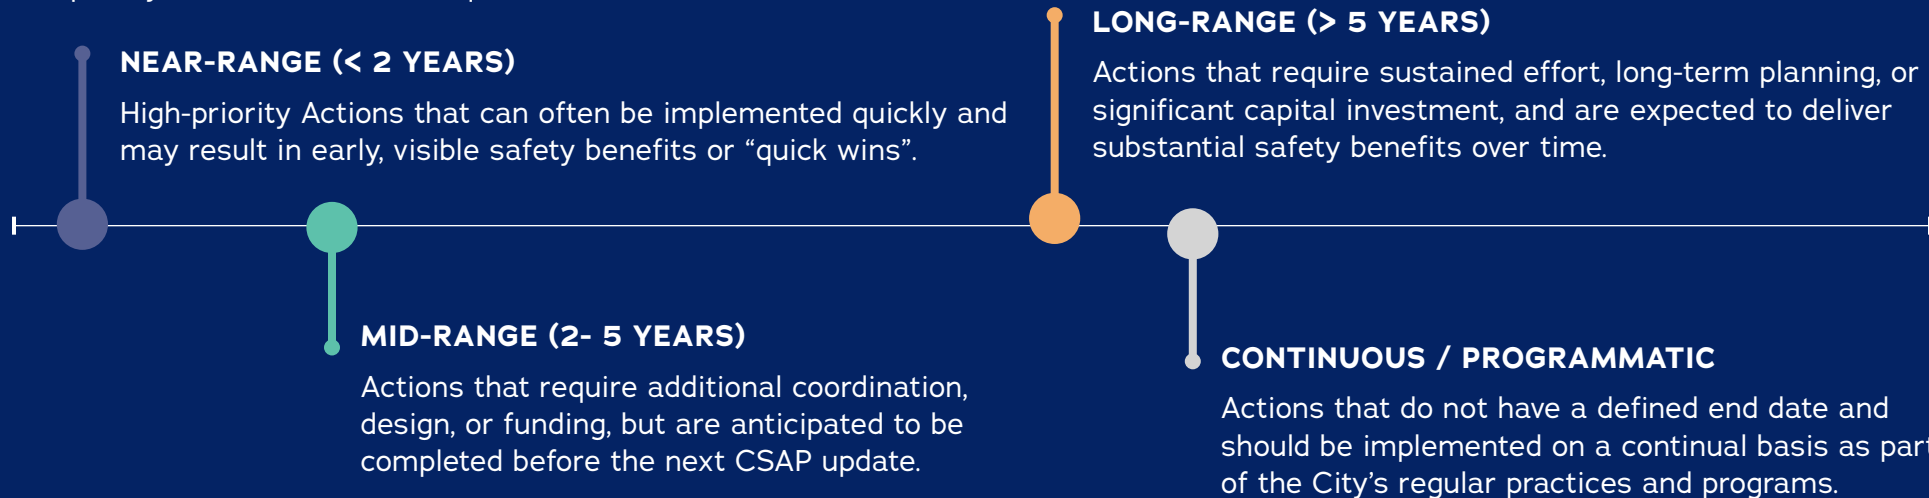 NEAR-RANGE (< 2 YEARS)
High-priority Actions that can often be implemented quickly and
may result in early, visible safety benefits or “quick wins”.
MID-RANGE (2- 5 YEARS)
Actions that require additional coordination,
design, or funding, but are anticipated to be
completed before the next CSAP update.
LONG-RANGE (> 5 YEARS)
Actions that require sustained effort, long-term planning, or
significant capital investment, and are expected to deliver
substantial safety benefits over time.
CONTINUOUS / PROGRAMMATIC
Actions that do not have a defined end date and
should be implemented on a continual basis as part
of the City’s regular practices and programs.